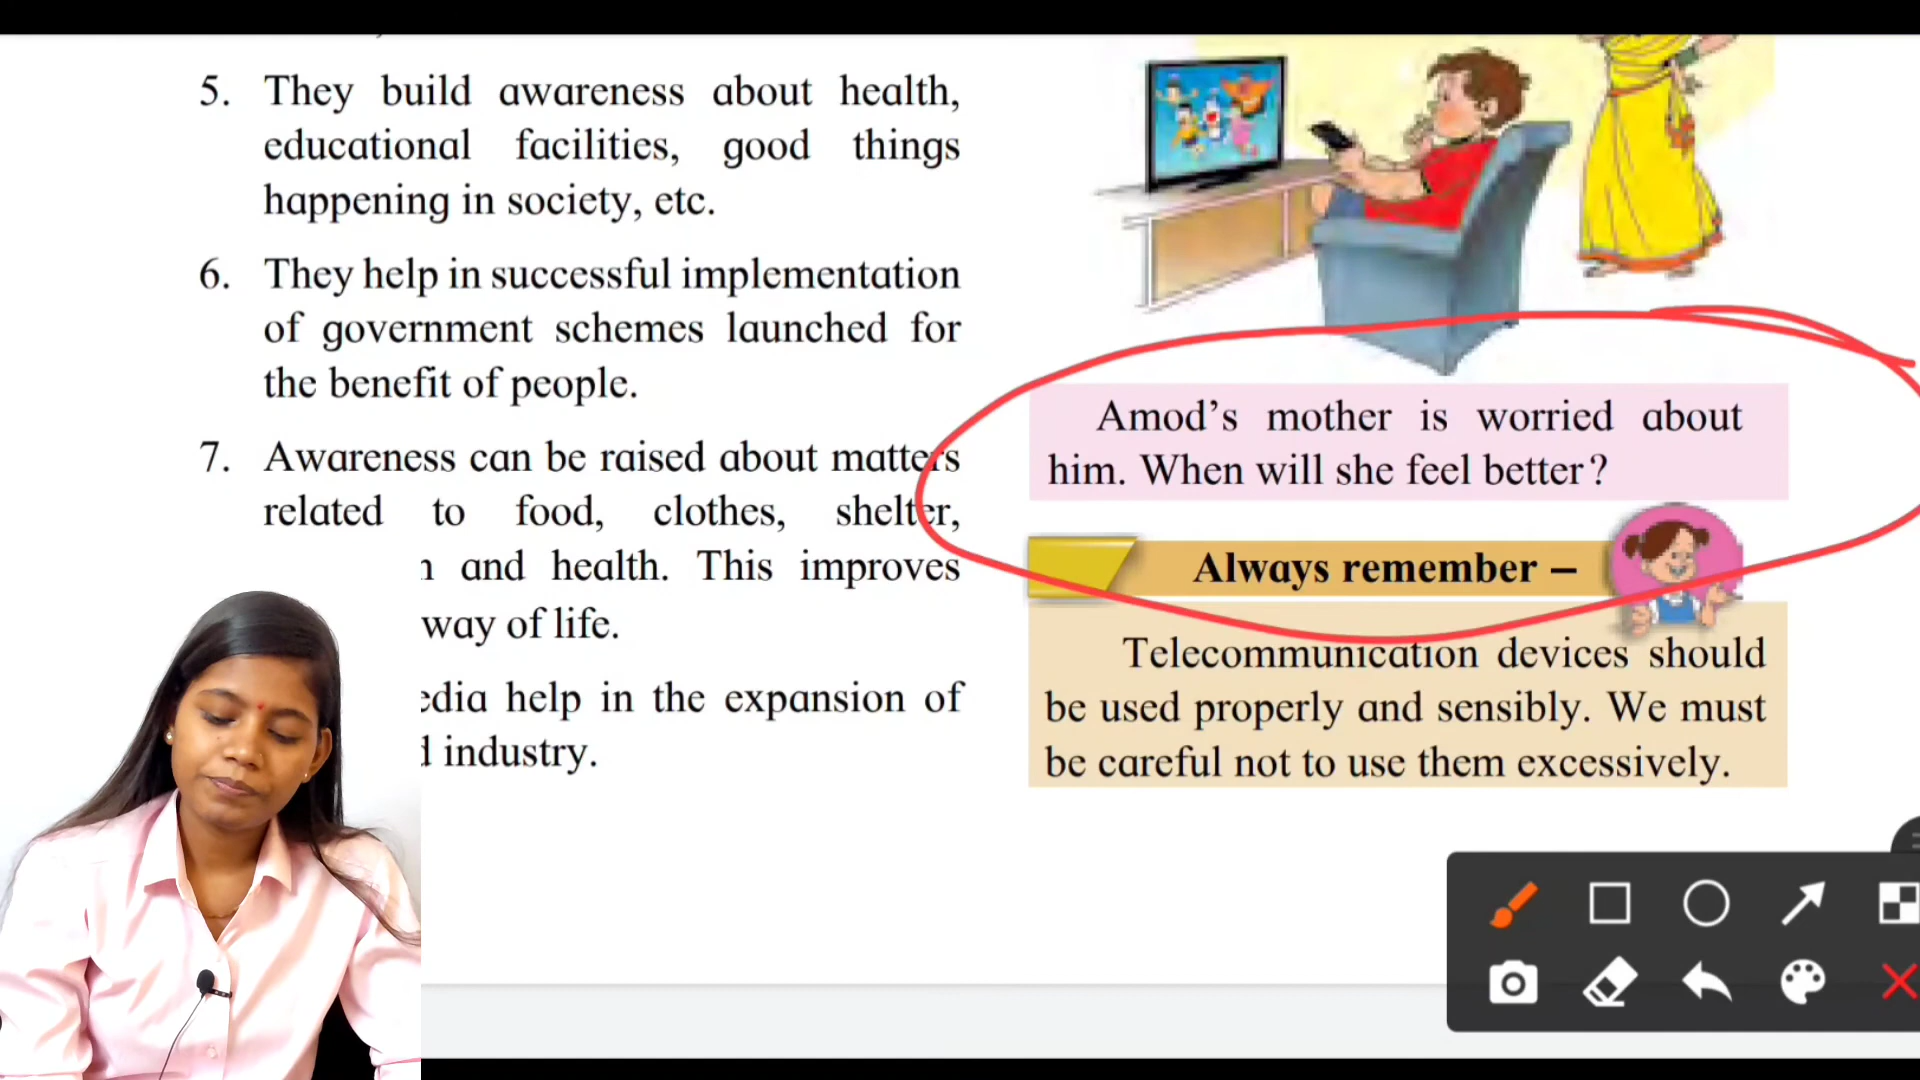 5. They build awareness about health,
educational facilities, good things
happening in society, etc.
6. They help in successful implementation
of government schemes launched for
the benefit of people.
7. Awareness can be raised about matters
related to food, clothes, shelter,
and health. This improves
way of life.
help in the expansion of
industry.
Amod's mother is worried about
him. When will she feel better?
Always remember –
Telecommunication devices should
be used properly and sensibly. We must
be careful not to use them excessively.